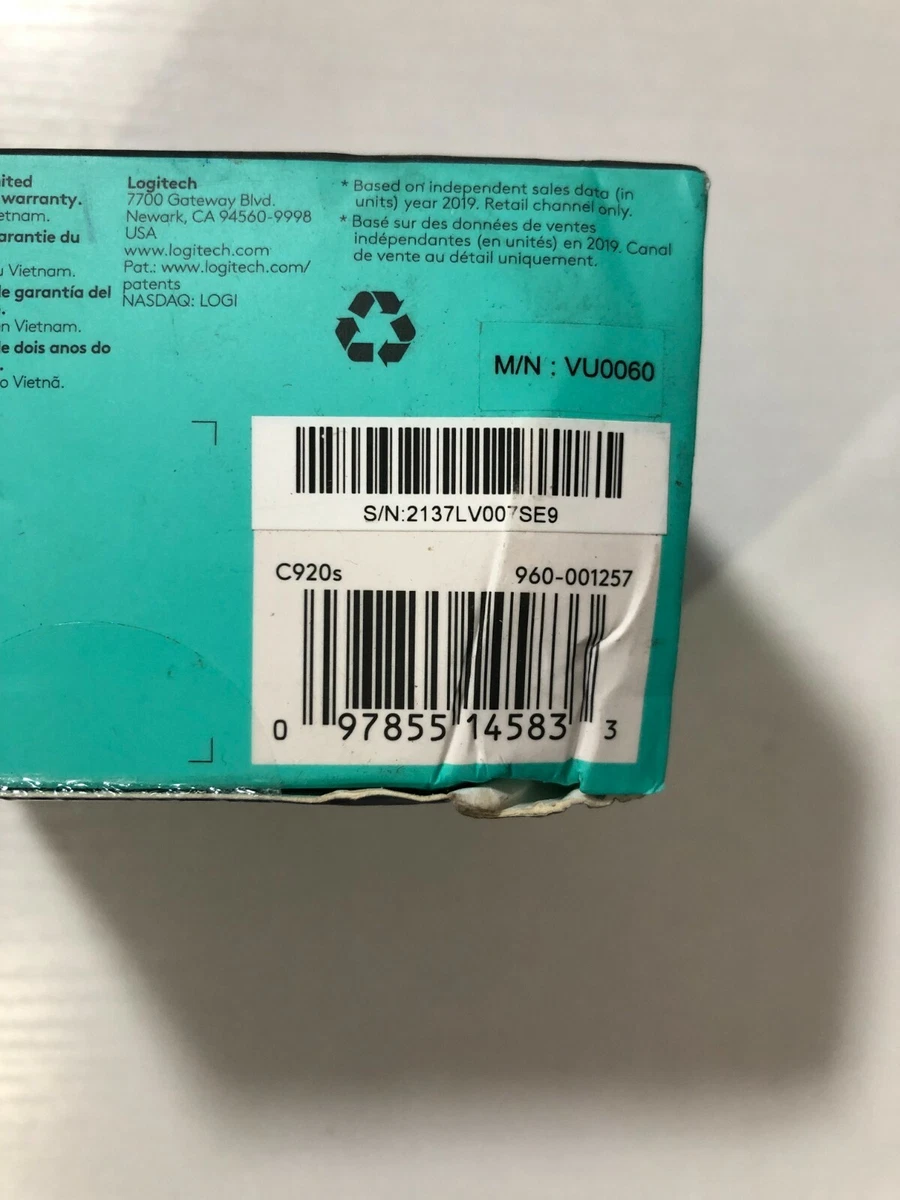 ited
warranty.
etnam.
arantie du
u Vietnam.
le garantía del
.
n Vietnam.
le dois anos do
.
o Vietnã.
Logitech
7700 Gateway Blvd.
Newark, CA 94560-9998
USA
www.logitech.com
Pat.: www.logitech.com/
patents
NASDAQ: LOGI
* Based on independent sales data (in
units) year 2019. Retail channel only.
* Basé sur des données de ventes
indépendantes (en unités) en 2019. Canal
de vente au détail uniquement.
M/N : VU0060
S/N:2137LV007SE9
C920s 960-001257
0 97855 14583 3